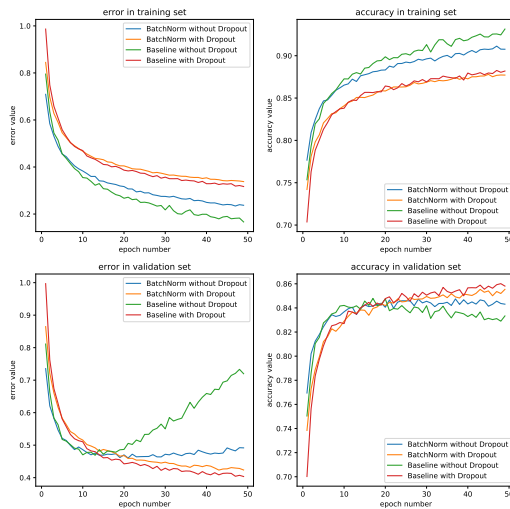 error in training set
BatchNorm without Dropout
BatchNorm with Dropout
Baseline without Dropout
Baseline with Dropout
1.0
0.8
0.6
0.4
0.2
error value
0
10
20
30
40
50
epoch number
accuracy in training set
0.90
0.85
0.80
0.75
0.70
accuracy value
BatchNorm without Dropout
BatchNorm with Dropout
Baseline without Dropout
Baseline with Dropout
0
10
20
30
40
50
epoch number
error in validation set
BatchNorm without Dropout
BatchNorm with Dropout
Baseline without Dropout
Baseline with Dropout
1.0
0.9
0.8
0.7
0.6
0.5
0.4
error value
0
10
20
30
40
50
epoch number
accuracy in validation set
0.86
0.84
0.82
0.80
0.78
0.76
0.74
0.72
0.70
accuracy value
BatchNorm without Dropout
BatchNorm with Dropout
Baseline without Dropout
Baseline with Dropout
0
10
20
30
40
50
epoch number